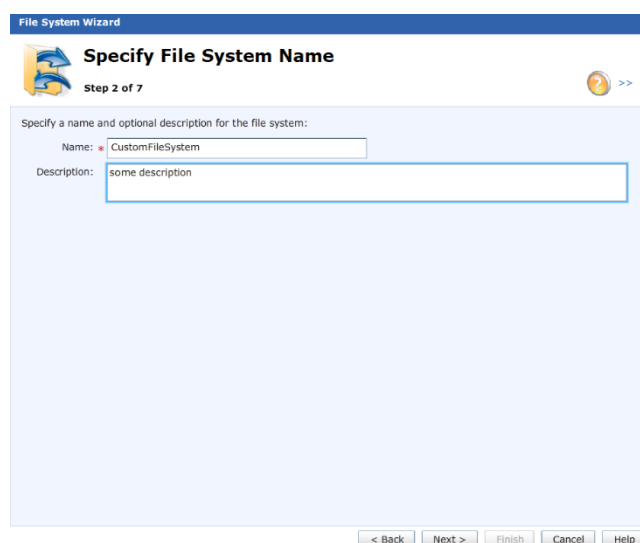 File System Wizard
Specify File System Name
Step 2 of 7
? >>
Specify a name and optional description for the file system:
Name: * CustomFileSystem
Description: some description
< Back Next > Finish Cancel Help